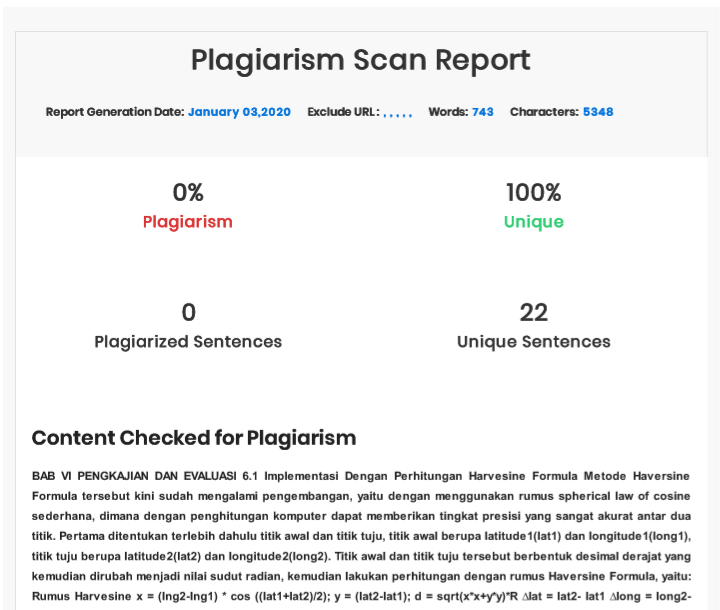 Plagiarism Scan Report
Report Generation Date: January 03,2020 Exclude URL : , , , , , Words: 743 Characters: 5348
0% 100%
Plagiarism Unique
0 22
Plagiarized Sentences Unique Sentences
Content Checked for Plagiarism
BAB VI PENGKAJIAN DAN EVALUASI 6.1 Implementasi Dengan Perhitungan Harvesine Formula Metode Haversine
Formula tersebut kini sudah mengalami pengembangan, yaitu dengan menggunakan rumus spherical law of cosine
sederhana, dimana dengan penghitungan komputer dapat memberikan tingkat presisi yang sangat akurat antar dua
titik. Pertama ditentukan terlebih dahulu titik awal dan titik tuju, titik awal berupa latitude1(lat1) dan longitude1(long1),
titik tuju berupa latitude2(lat2) dan longitude2(long2). Titik awal dan titik tuju tersebut berbentuk desimal derajat yang
kemudian dirubah menjadi nilai sudut radian, kemudian lakukan perhitungan dengan rumus Haversine Formula, yaitu:
Rumus Harvesine x = (lng2-lng1) * cos ((lat1+lat2)/2); y = (lat2-lat1); d = sqrt(x*x+y*y)*R ∆lat = lat2- lat1 ∆long = long2-